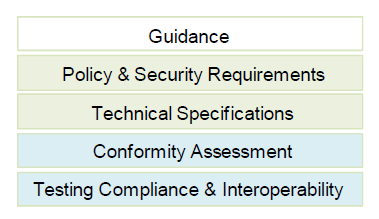 Guidance
Policy & Security Requirements
Technical Specifications
Conformity Assessment
Testing Compliance & Interoperability